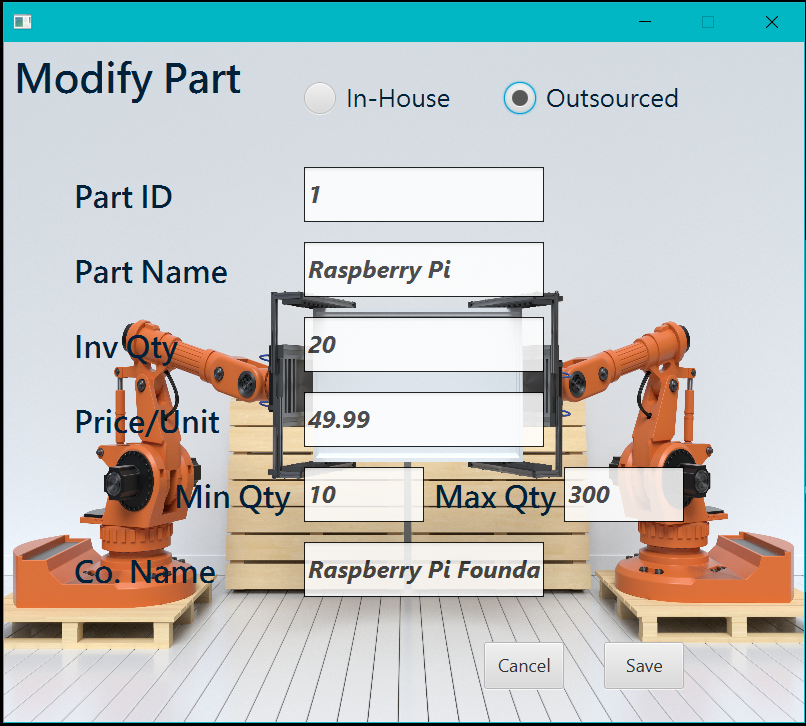 Modify Part
In-House Outsourced
Part ID 1
Part Name Raspberry Pi
Inv Qty 20
Price/Unit 49.99
Min Qty 10 Max Qty 300
Co. Name Raspberry Pi Founda
Cancel Save